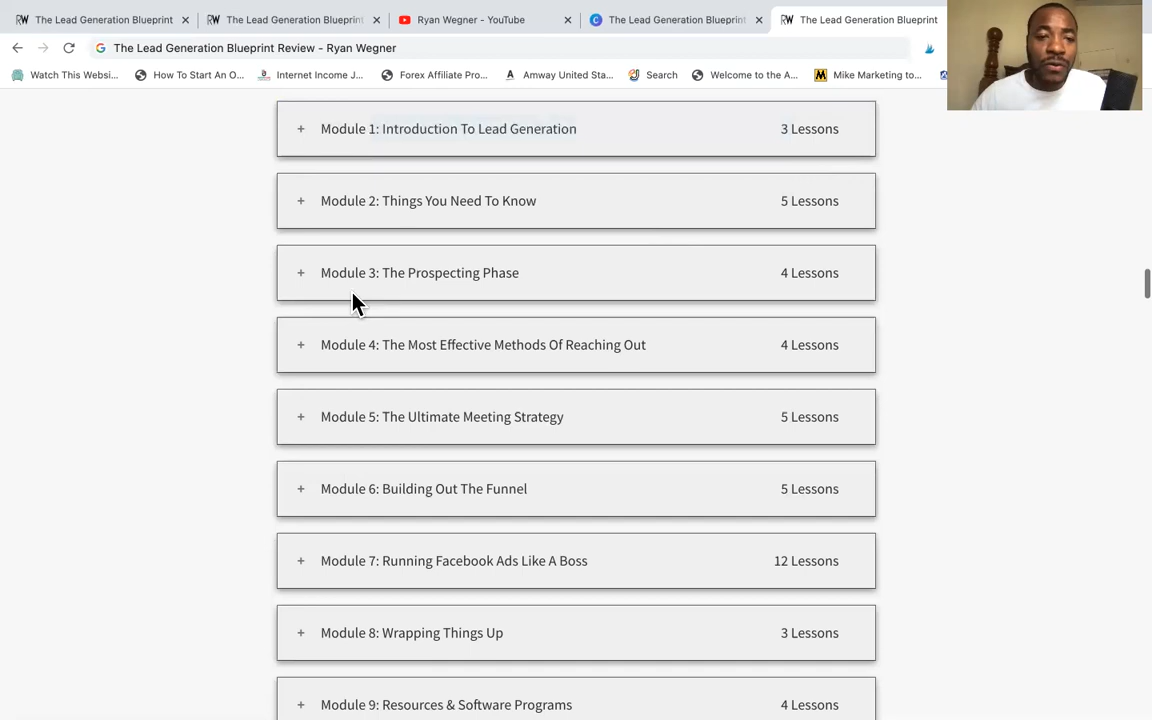 The Lead Generation Blueprint
The Lead Generation Blueprint
Ryan Wegner - YouTube
The Lead Generation Blueprint
The Lead Generation Blueprint
The Lead Generation Blueprint Review - Ryan Wegner
Watch This Websi...
How To Start An O...
Internet Income J...
Forex Affiliate Pro...
Amway United Sta...
Search
Welcome to the A...
Mike Marketing to...
+ Module 1: Introduction To Lead Generation 3 Lessons
+ Module 2: Things You Need To Know 5 Lessons
+ Module 3: The Prospecting Phase 4 Lessons
+ Module 4: The Most Effective Methods Of Reaching Out 4 Lessons
+ Module 5: The Ultimate Meeting Strategy 5 Lessons
+ Module 6: Building Out The Funnel 5 Lessons
+ Module 7: Running Facebook Ads Like A Boss 12 Lessons
+ Module 8: Wrapping Things Up 3 Lessons
+ Module 9: Resources & Software Programs 4 Lessons